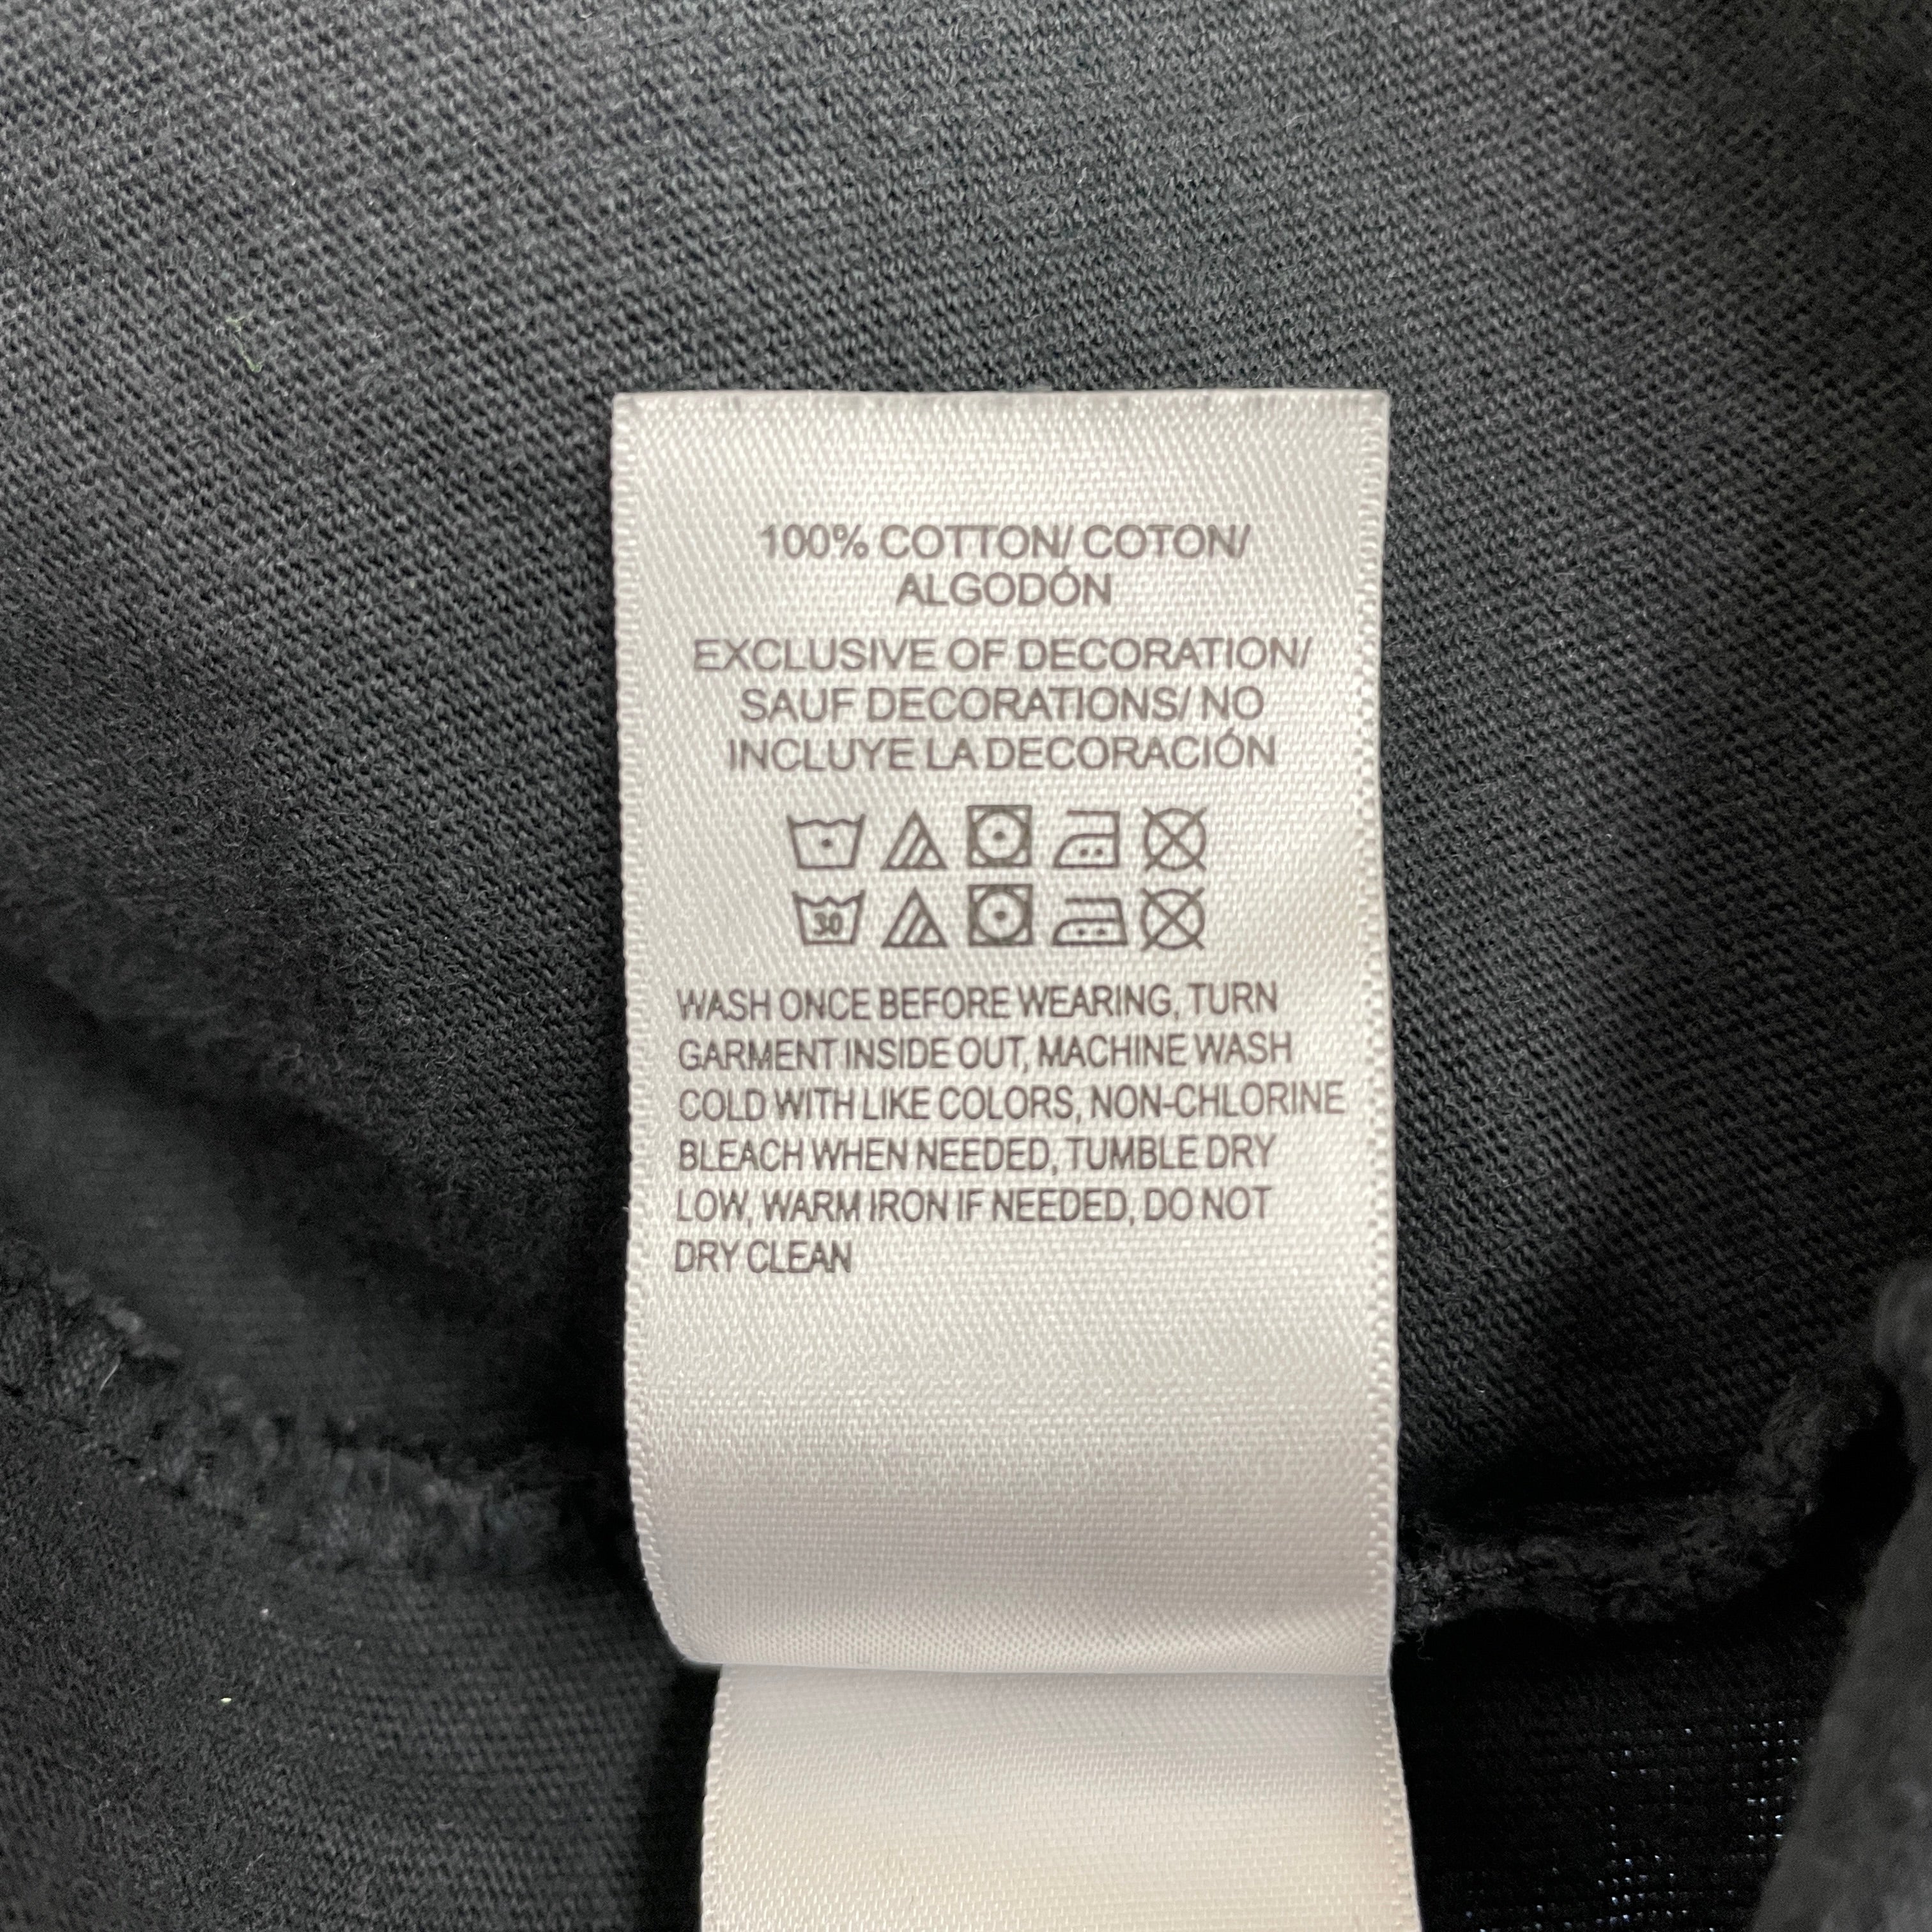 100% COTTON/ COTON/
ALGODÓN
EXCLUSIVE OF DECORATION/
SAUF DECORATIONS/ NO
INCLUYE LA DECORACIÓN
30
WASH ONCE BEFORE WEARING, TURN
GARMENT INSIDE OUT, MACHINE WASH
COLD WITH LIKE COLORS, NON-CHLORINE
BLEACH WHEN NEEDED, TUMBLE DRY
LOW, WARM IRON IF NEEDED, DO NOT
DRY CLEAN